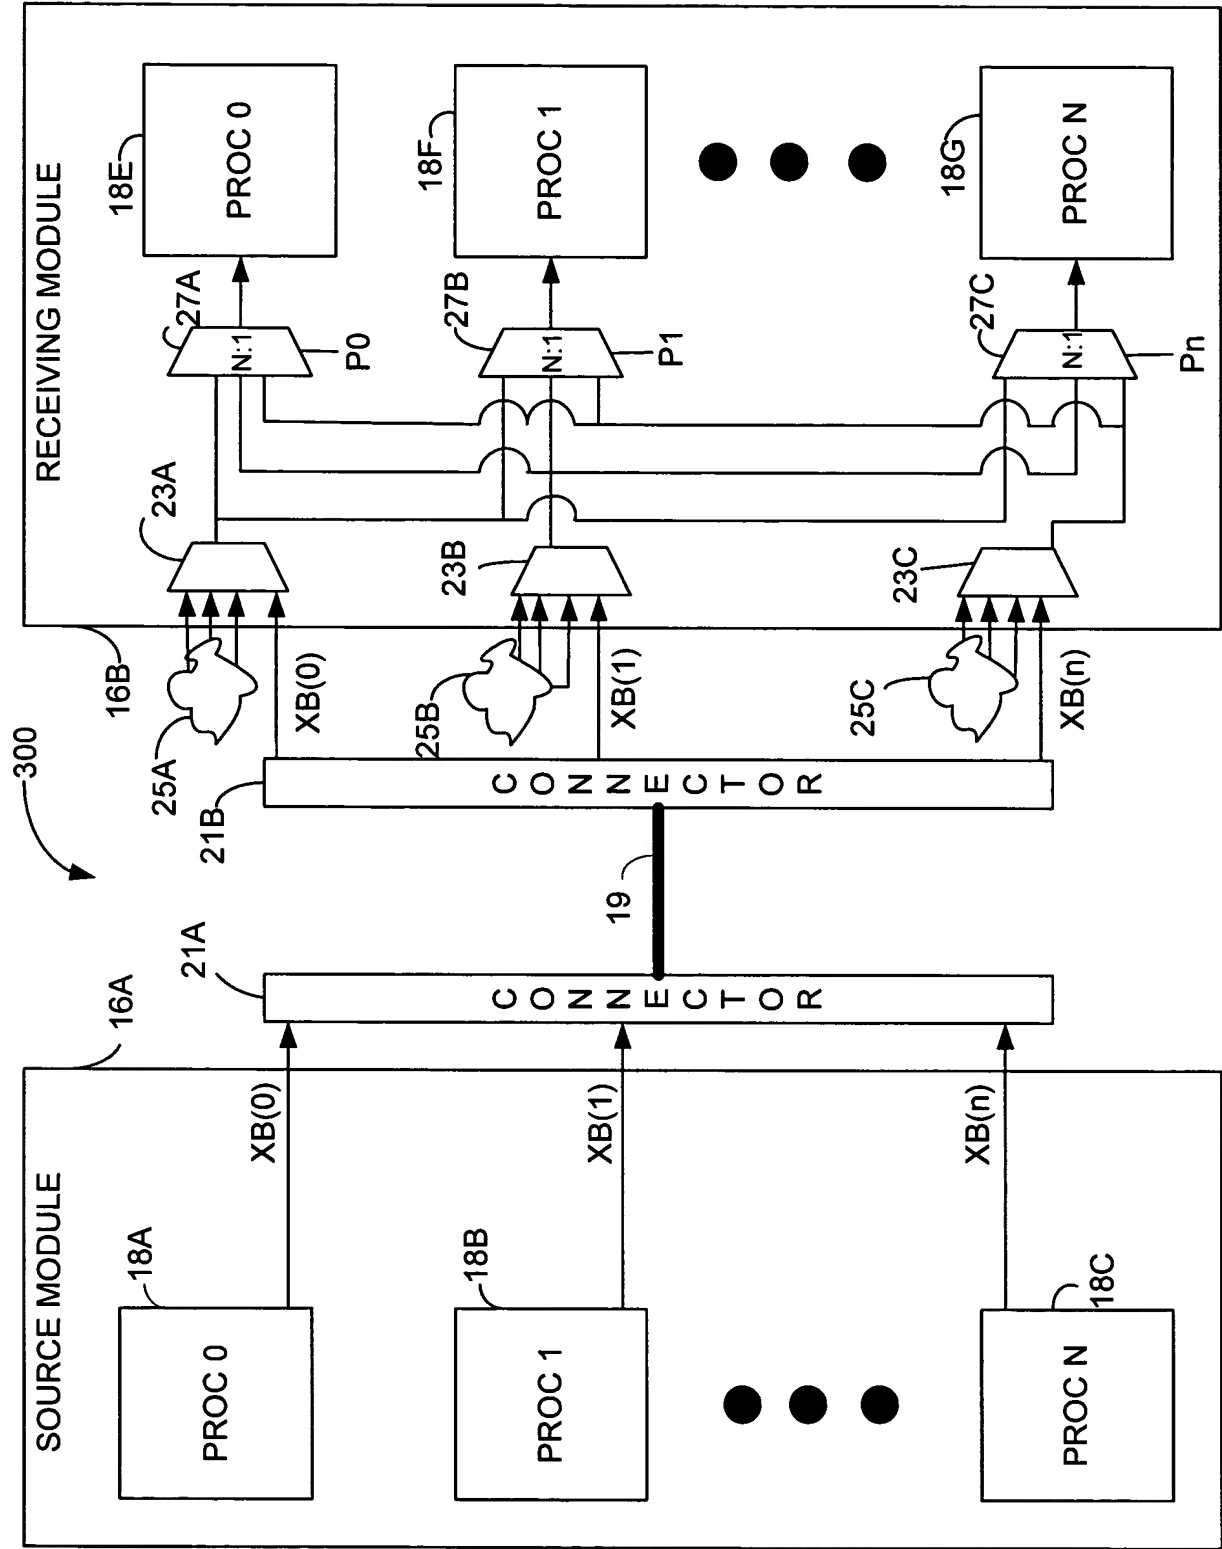 300
SOURCE MODULE
16A
PROC 0
18A
XB(0)
PROC 1
18B
XB(1)
PROC N
18C
XB(n)
21A
CONNECTOR
19
21B
CONNECTOR
RECEIVING MODULE
16B
25A
XB(0)
23A
27A
N:1
P0
18E
PROC 0
25B
XB(1)
23B
27B
N:1
P1
18F
PROC 1
25C
XB(n)
23C
27C
N:1
Pn
18G
PROC N